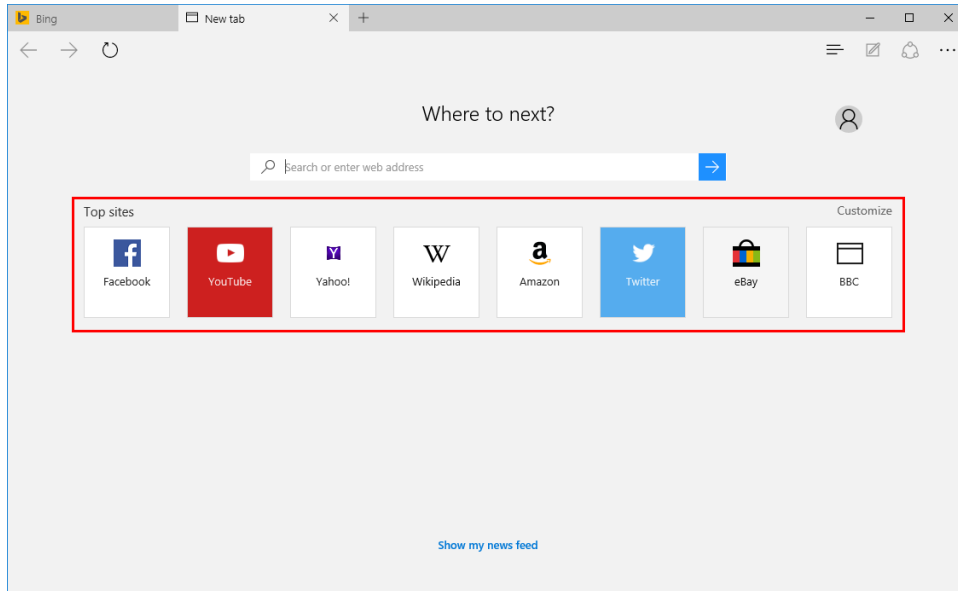 Bing New tab
Where to next?
Search or enter web address
Top sites Customize
Facebook YouTube Yahoo! Wikipedia Amazon Twitter eBay BBC
Show my news feed